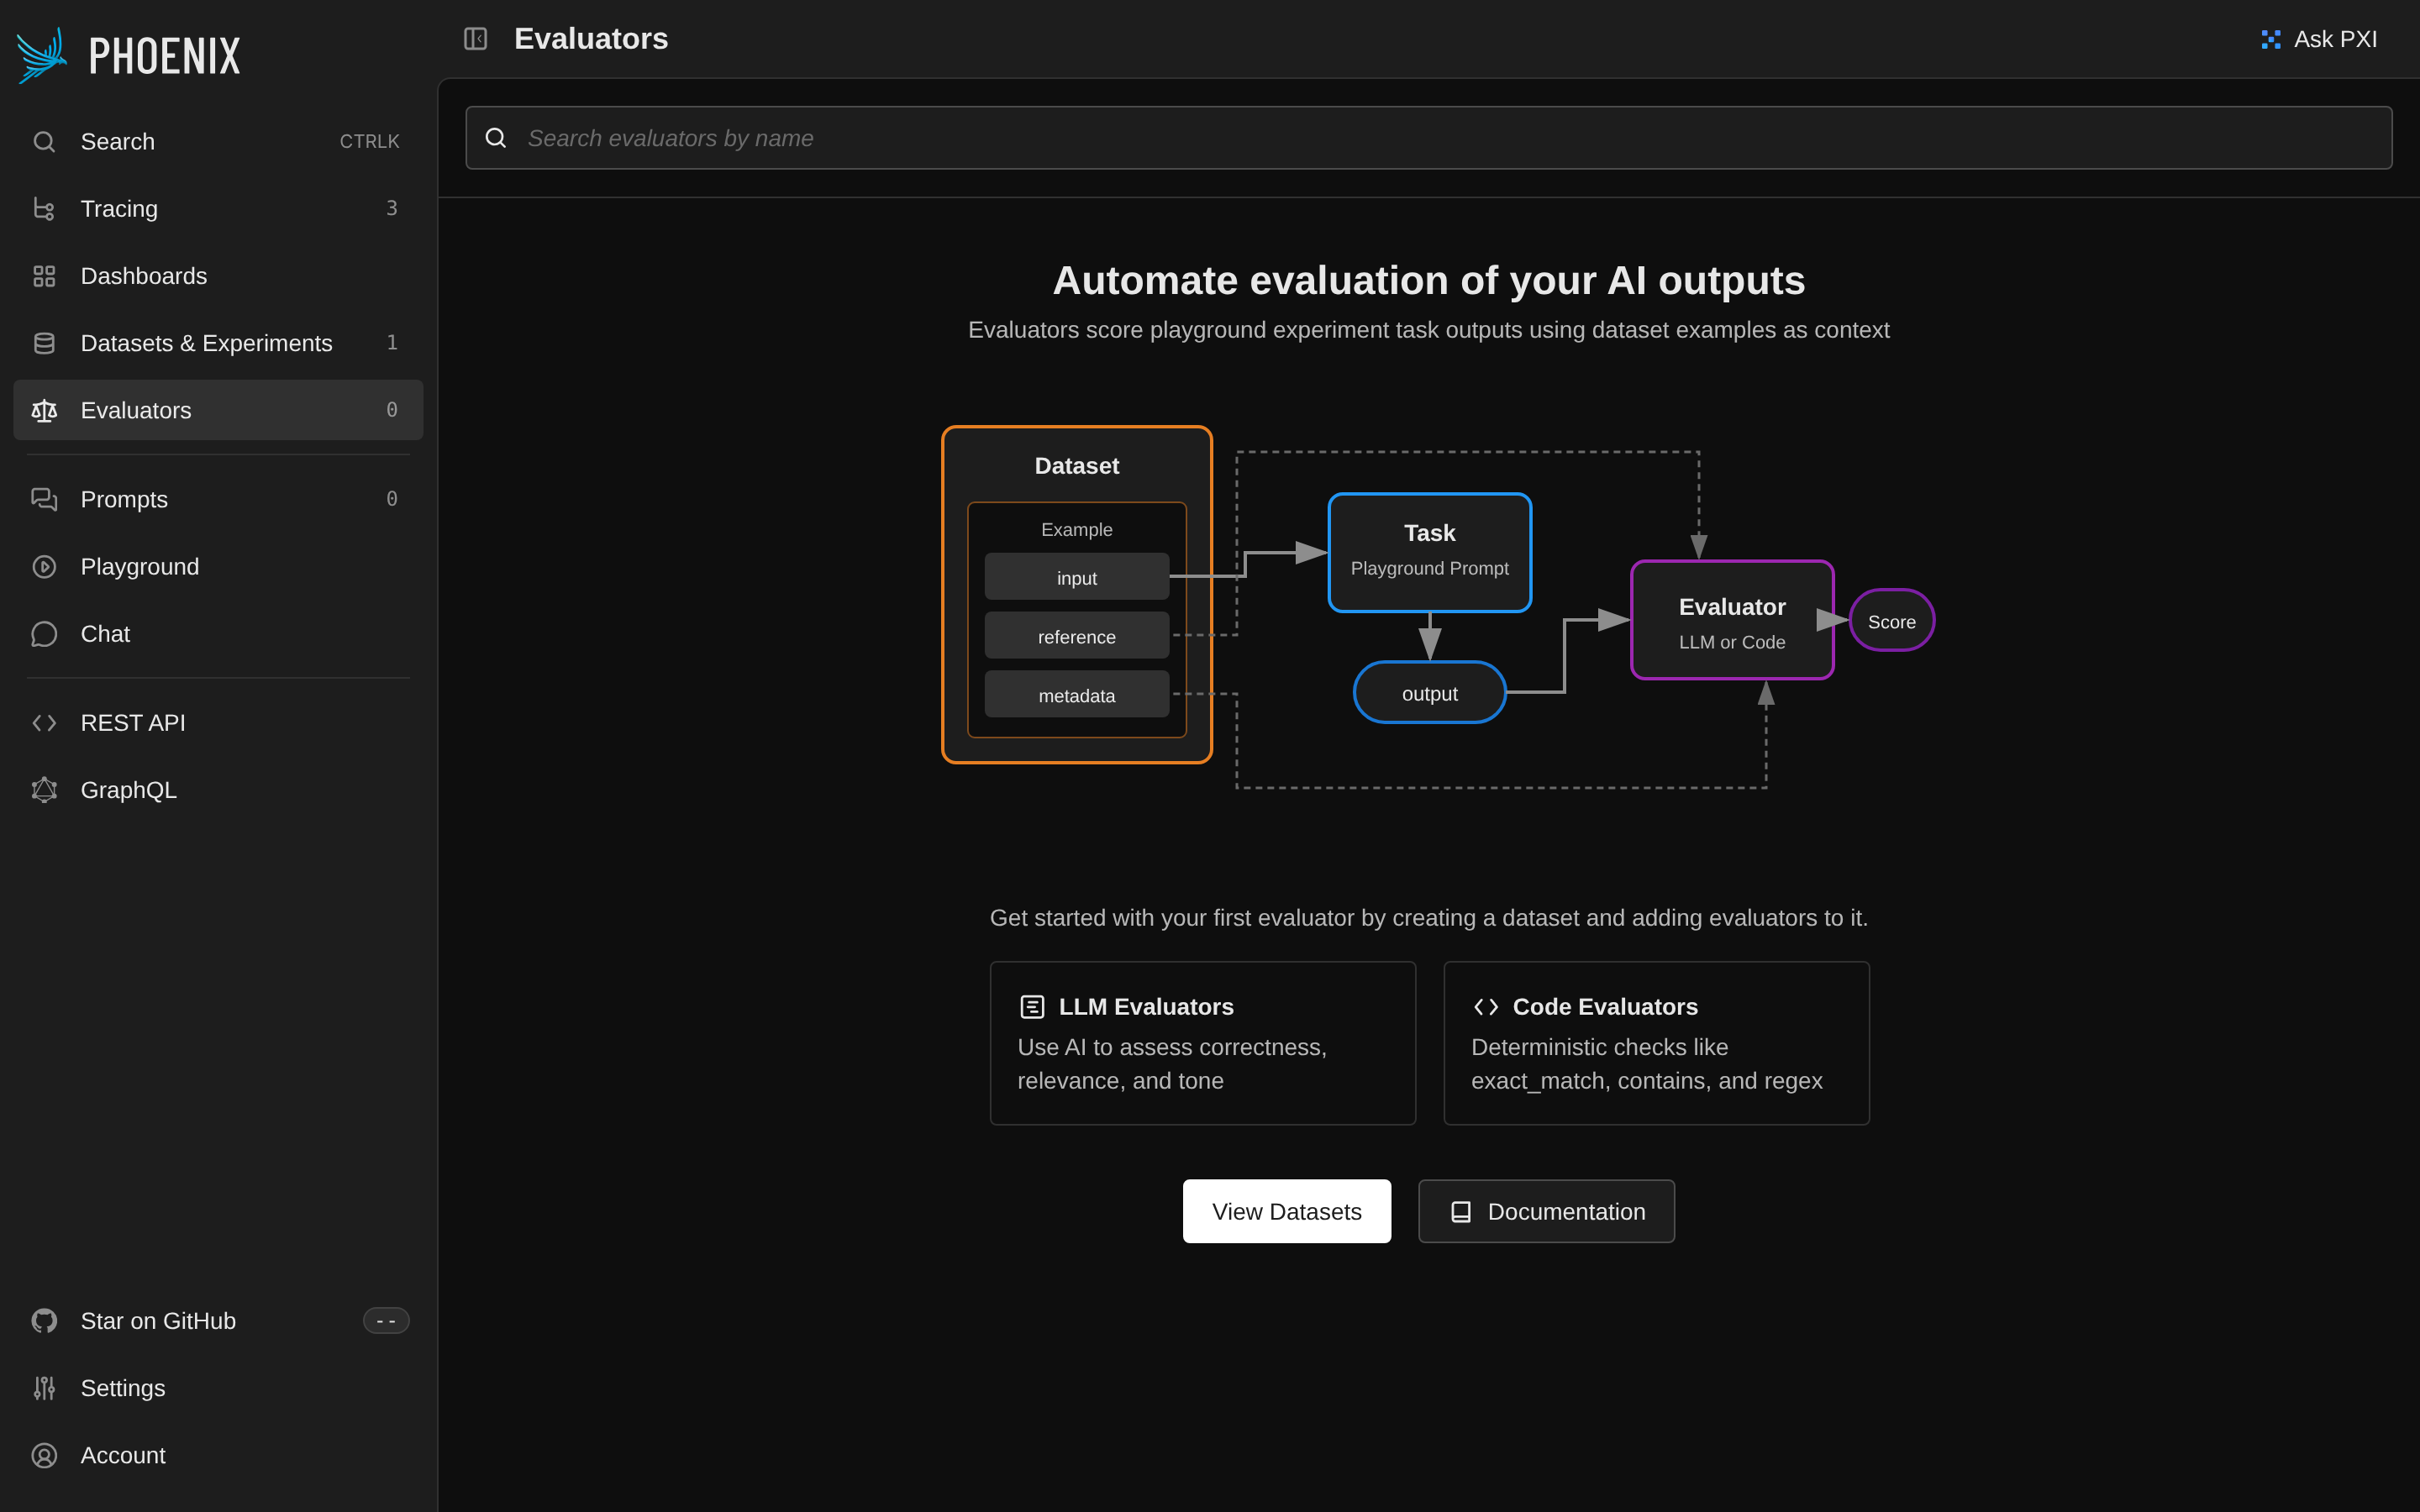 PHOENIX
Search CTRLK
Tracing 3
Dashboards
Datasets & Experiments 1
Evaluators 0
Prompts 0
Playground
Chat
REST API
GraphQL
Star on GitHub --
Settings
Account
Evaluators
Ask PXI
Search evaluators by name
Automate evaluation of your AI outputs
Evaluators score playground experiment task outputs using dataset examples as context
Dataset
Example
input
reference
metadata
Task
Playground Prompt
output
Evaluator
LLM or Code
Score
Get started with your first evaluator by creating a dataset and adding evaluators to it.
LLM Evaluators
Use AI to assess correctness,
relevance, and tone
Code Evaluators
Deterministic checks like
exact_match, contains, and regex
View Datasets
Documentation